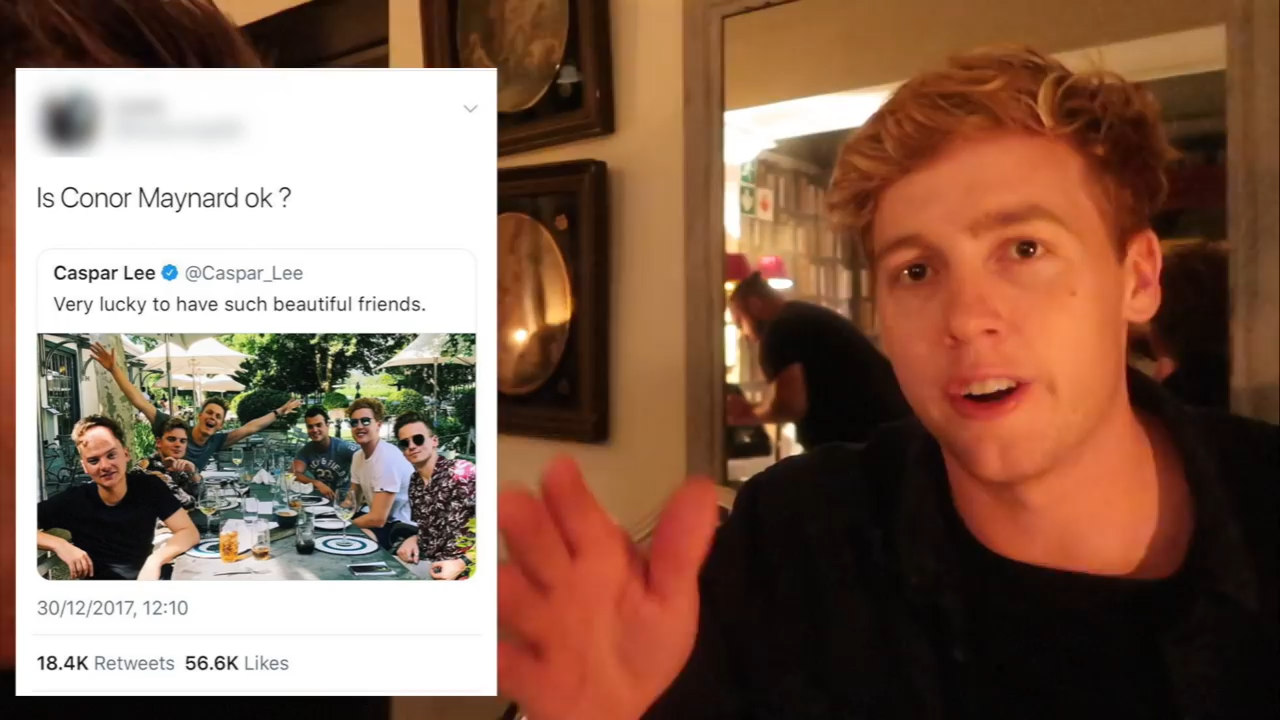 Is Conor Maynard ok ?
Caspar Lee @Caspar_Lee
Very lucky to have such beautiful friends.
30/12/2017, 12:10
18.4K Retweets 56.6K Likes